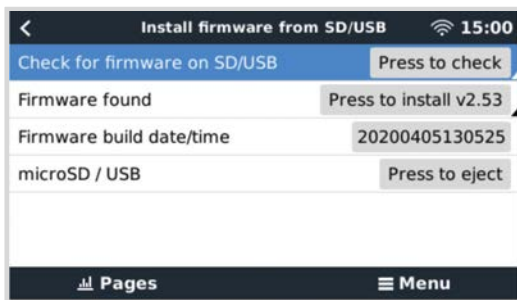 Install firmware from SD/USB 15:00
Check for firmware on SD/USB Press to check
Firmware found Press to install v2.53
Firmware build date/time 20200405130525
microSD / USB Press to eject
Pages Menu